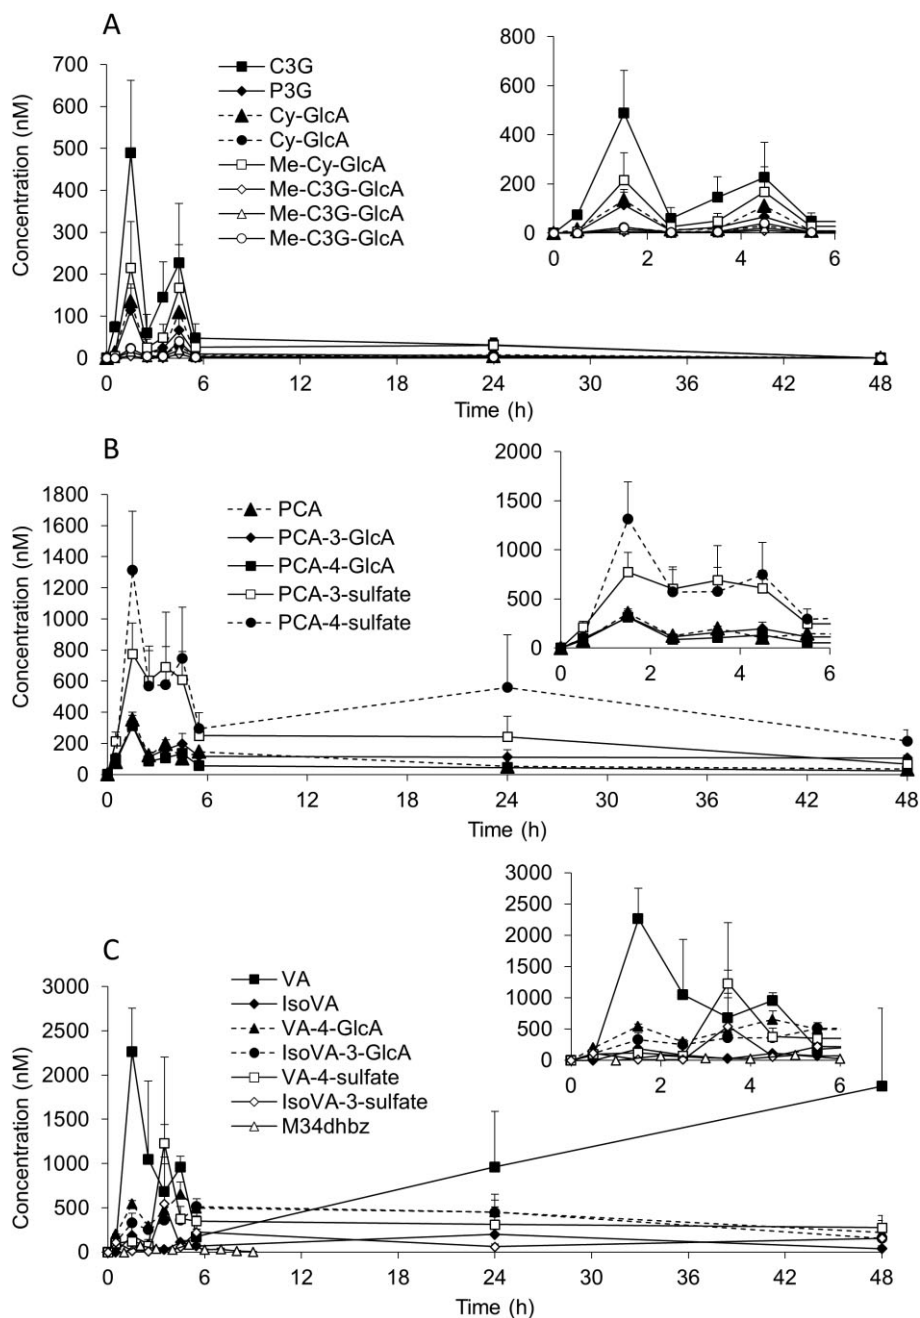 A
Concentration (nM)
700
600
500
400
300
200
100
0
0 6 12 18 24 30 36 42 48
Time (h)
C3G
P3G
Cy-GlcA
Cy-GlcA
Me-Cy-GlcA
Me-C3G-GlcA
Me-C3G-GlcA
Me-C3G-GlcA
800
600
400
200
0
0 2 4 6
B
Concentration (nM)
1800
1600
1400
1200
1000
800
600
400
200
0
0 6 12 18 24 30 36 42 48
Time (h)
PCA
PCA-3-GlcA
PCA-4-GlcA
PCA-3-sulfate
PCA-4-sulfate
2000
1500
1000
500
0
0 2 4 6
C
Concentration (nM)
3000
2500
2000
1500
1000
500
0
0 6 12 18 24 30 36 42 48
Time (h)
VA
IsoVA
VA-4-GlcA
IsoVA-3-GlcA
VA-4-sulfate
IsoVA-3-sulfate
M34dhbz
3000
2500
2000
1500
1000
500
0
0 2 4 6